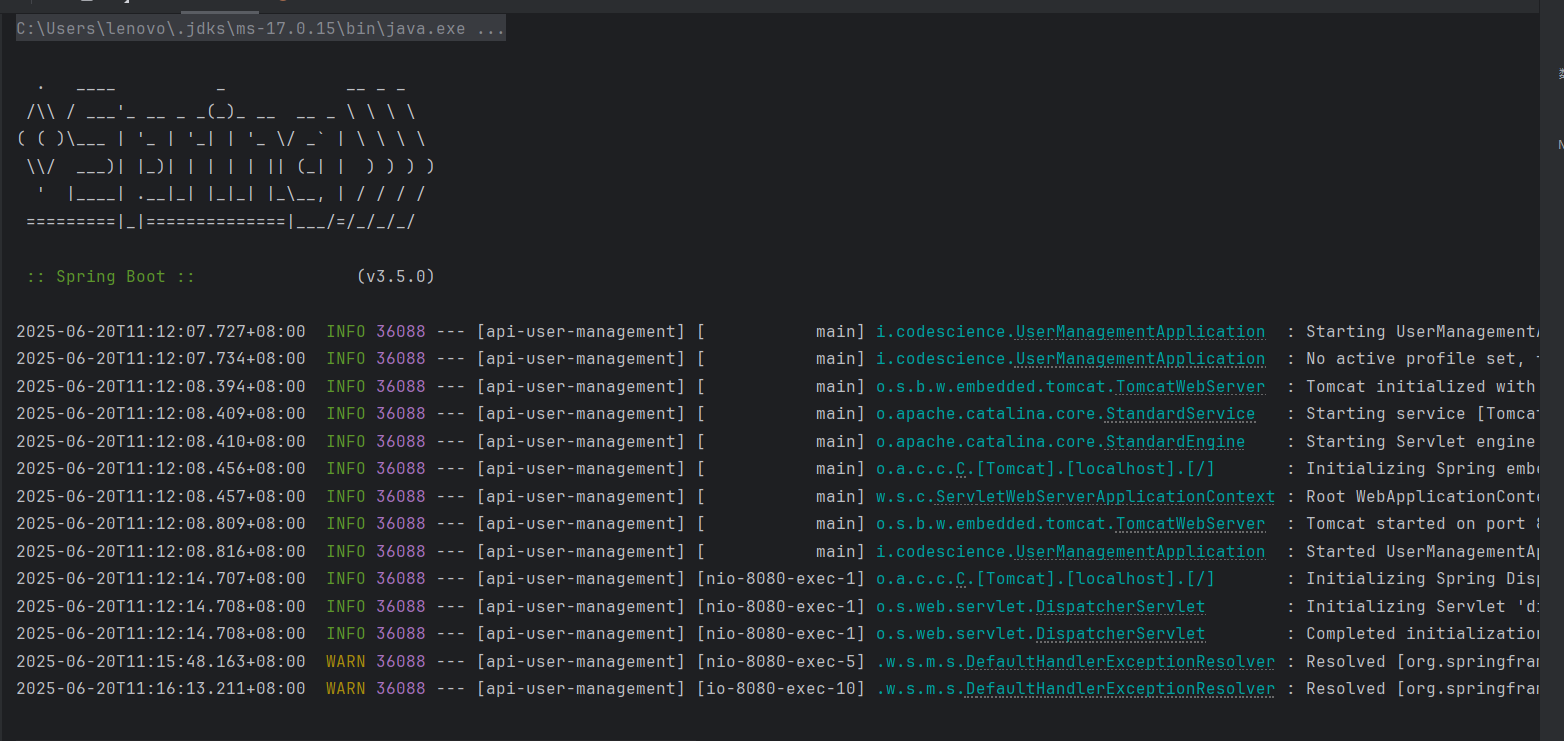 C:\Users\lenovo\.jdks\ms-17.0.15\bin\java.exe ...
  .   ____          _            __ _ _
 /\\ / ___'_ __ _ _(_)_ __  __ _ \ \ \ \
( ( )\___ | '_ | '_| | '_ \/ _` | \ \ \ \
 \\/  ___)| |_)| | | | | || (_| |  ) ) ) )
  '  |____| .__|_| |_|_| |_\__, | / / / /
 =========|_|==============|___/=/_/_/_/
 :: Spring Boot ::                (v3.5.0)
2025-06-20T11:12:07.727+08:00  INFO 36088 --- [api-user-management] [           main] i.codescience.UserManagementApplication  : Starting UserManagementA
2025-06-20T11:12:07.734+08:00  INFO 36088 --- [api-user-management] [           main] i.codescience.UserManagementApplication  : No active profile set,
2025-06-20T11:12:08.394+08:00  INFO 36088 --- [api-user-management] [           main] o.s.b.w.embedded.tomcat.TomcatWebServer  : Tomcat initialized with
2025-06-20T11:12:08.409+08:00  INFO 36088 --- [api-user-management] [           main] o.apache.catalina.core.StandardService   : Starting service [Tomcat
2025-06-20T11:12:08.410+08:00  INFO 36088 --- [api-user-management] [           main] o.apache.catalina.core.StandardEngine    : Starting Servlet engine
2025-06-20T11:12:08.456+08:00  INFO 36088 --- [api-user-management] [           main] o.a.c.c.C.[Tomcat].[localhost].[/]       : Initializing Spring embe
2025-06-20T11:12:08.457+08:00  INFO 36088 --- [api-user-management] [           main] w.s.c.ServletWebServerApplicationContext : Root WebApplicationConte
2025-06-20T11:12:08.809+08:00  INFO 36088 --- [api-user-management] [           main] o.s.b.w.embedded.tomcat.TomcatWebServer  : Tomcat started on port 8
2025-06-20T11:12:08.816+08:00  INFO 36088 --- [api-user-management] [           main] i.codescience.UserManagementApplication  : Started UserManagementAp
2025-06-20T11:12:14.707+08:00  INFO 36088 --- [api-user-management] [nio-8080-exec-1] o.a.c.c.C.[Tomcat].[localhost].[/]       : Initializing Spring Disp
2025-06-20T11:12:14.708+08:00  INFO 36088 --- [api-user-management] [nio-8080-exec-1] o.s.web.servlet.DispatcherServlet        : Initializing Servlet 'di
2025-06-20T11:12:14.708+08:00  INFO 36088 --- [api-user-management] [nio-8080-exec-1] o.s.web.servlet.DispatcherServlet        : Completed initialization
2025-06-20T11:15:48.163+08:00  WARN 36088 --- [api-user-management] [nio-8080-exec-5] .w.s.m.s.DefaultHandlerExceptionResolver : Resolved [org.springfram
2025-06-20T11:16:13.211+08:00  WARN 36088 --- [api-user-management] [io-8080-exec-10] .w.s.m.s.DefaultHandlerExceptionResolver : Resolved [org.springfram